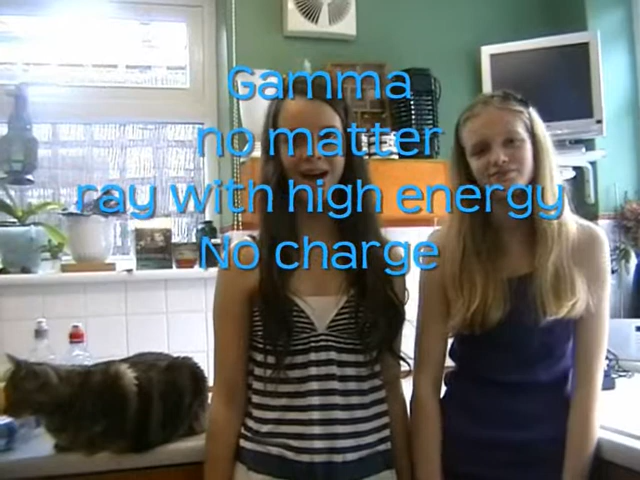 Gamma
no matter
ray with high energy
No charge